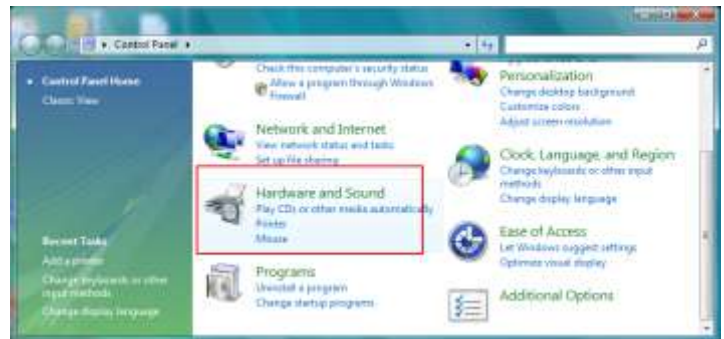 Control Panel
Control Panel Home
Classic View
Recent Tasks
Add a printer
Change keyboards or other
input methods
Change display language
Check this computer's security status
Allow a program through Windows
Firewall
Network and Internet
View network status and tasks
Set up file sharing
Hardware and Sound
Play CDs or other media automatically
Printer
Mouse
Programs
Uninstall a program
Change startup programs
Personalization
Change desktop background
Customize colors
Adjust screen resolution
Clock, Language, and Region
Change keyboards or other input
methods
Change display language
Ease of Access
Let Windows suggest settings
Optimize visual display
Additional Options